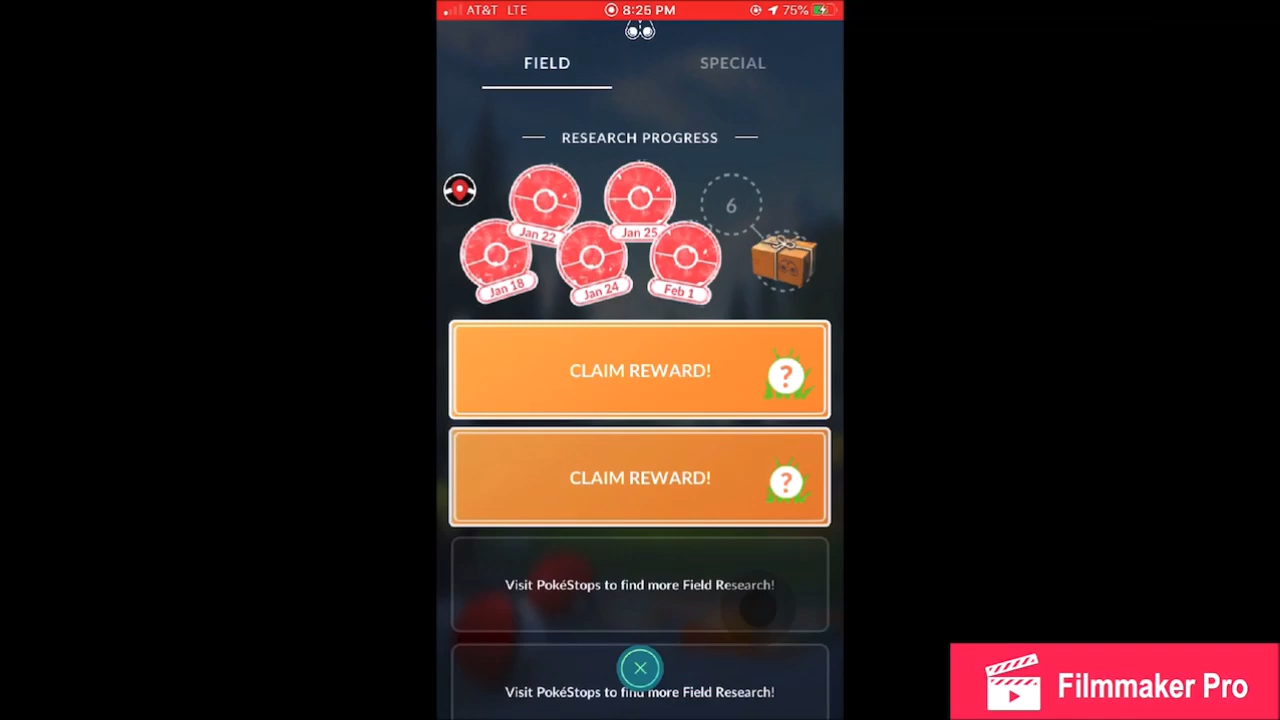 AT&T LTE 8:25 PM 75%
FIELD SPECIAL
RESEARCH PROGRESS
6
Jan 22 Jan 25
Jan 18 Jan 24 Feb 1
CLAIM REWARD! ?
CLAIM REWARD! ?
Visit PokéStops to find more Field Research!
Visit PokéStops to find more Field Research!
Filmmaker Pro